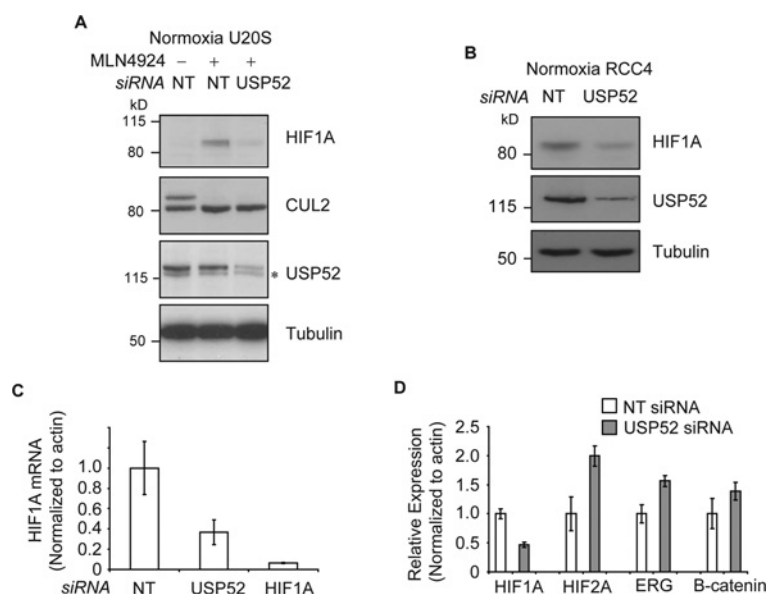 A
Normoxia U20S
MLN4924 – + +
siRNA NT NT USP52
kD
115
80
HIF1A
80
CUL2
115
USP52
*
50
Tubulin
B
Normoxia RCC4
siRNA NT USP52
kD
80
HIF1A
115
USP52
50
Tubulin
C
HIF1A mRNA
(Normalized to actin)
1.0
0.8
0.6
0.4
0.2
0
siRNA NT USP52 HIF1A
D
NT siRNA
USP52 siRNA
Relative Expression
(Normalized to actin)
2.5
2.0
1.5
1.0
0.5
0
HIF1A HIF2A ERG B-catenin